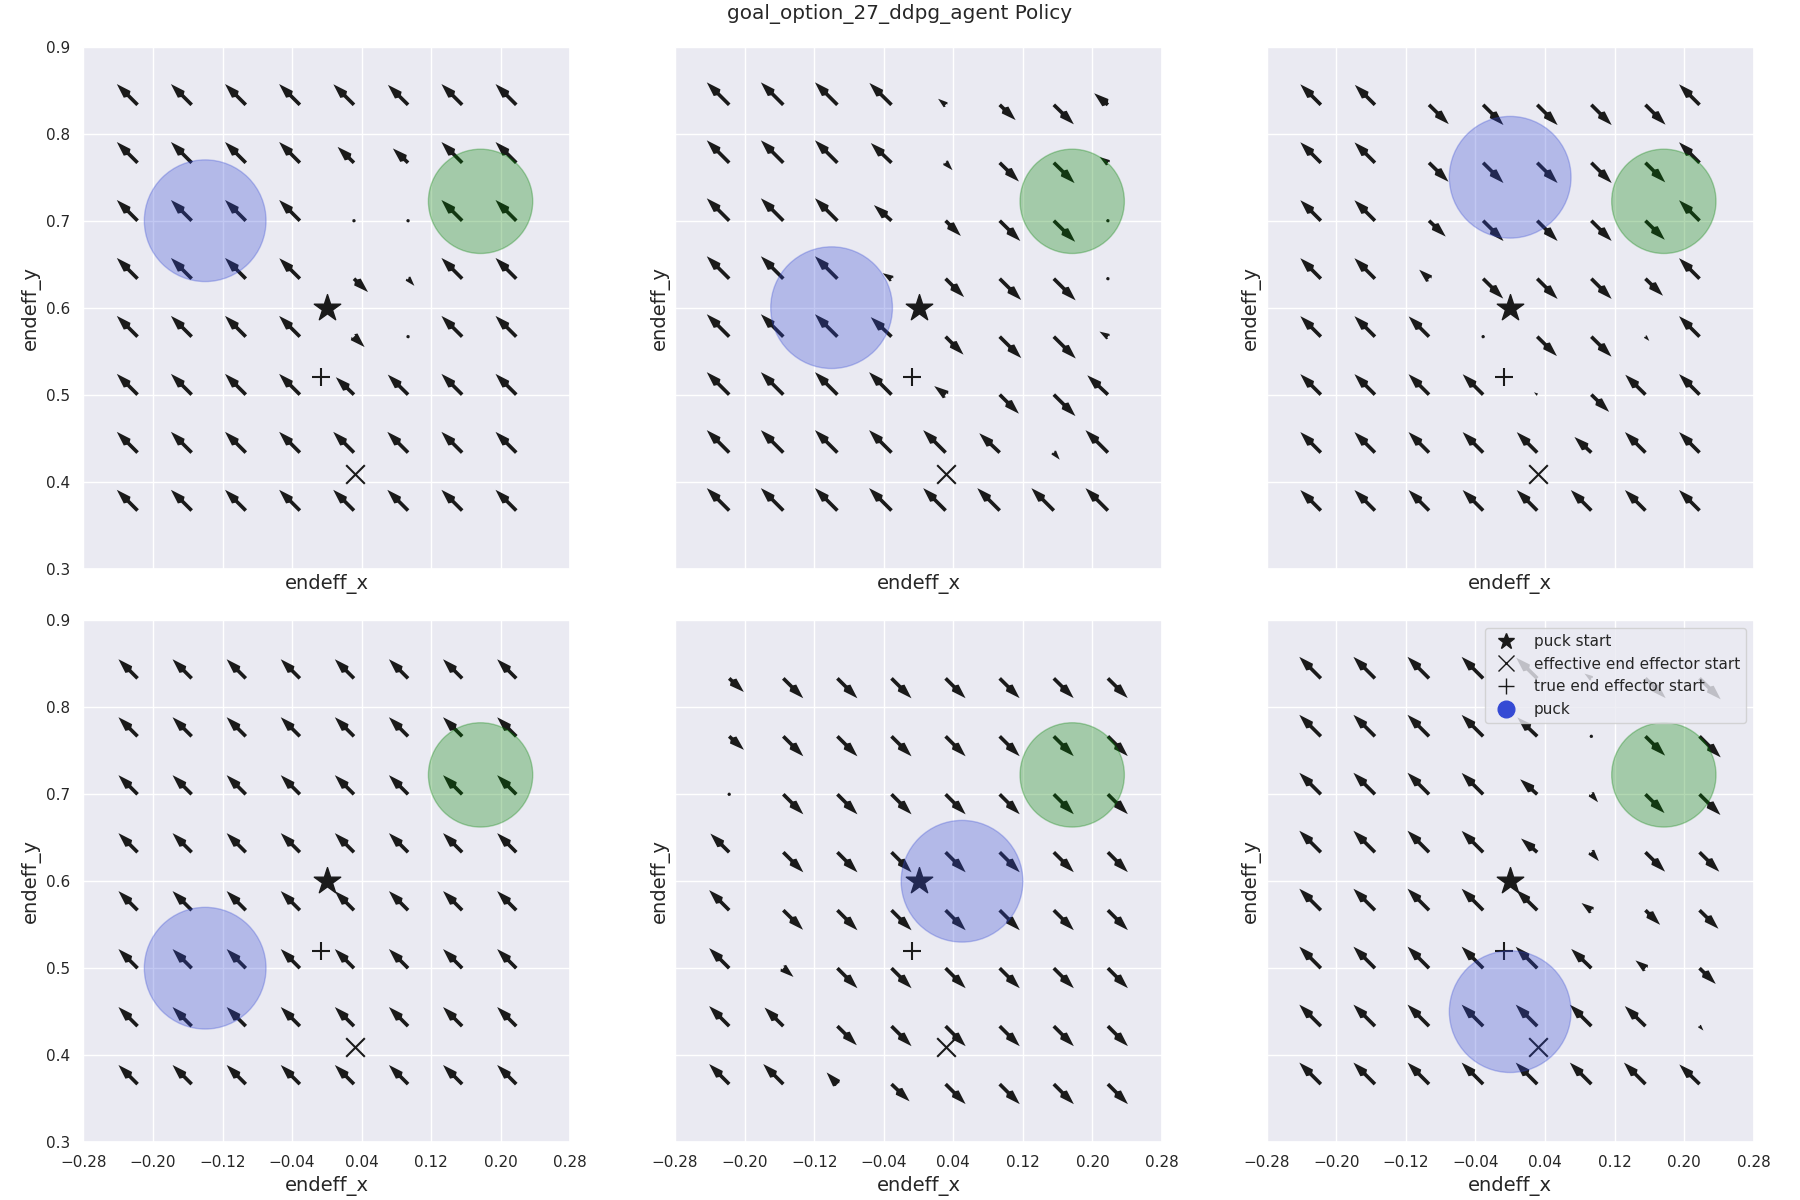 goal_option_27_ddpg_agent Policy
0.9
0.8
0.7
0.6
0.5
0.4
0.3
endeff_y
endeff_x
endeff_y
endeff_x
endeff_y
endeff_x
0.9
0.8
0.7
0.6
0.5
0.4
0.3
endeff_y
−0.28 −0.20 −0.12 −0.04 0.04 0.12 0.20 0.28
endeff_x
endeff_y
−0.28 −0.20 −0.12 −0.04 0.04 0.12 0.20 0.28
endeff_x
endeff_y
puck start
effective end effector start
true end effector start
puck
−0.28 −0.20 −0.12 −0.04 0.04 0.12 0.20 0.28
endeff_x